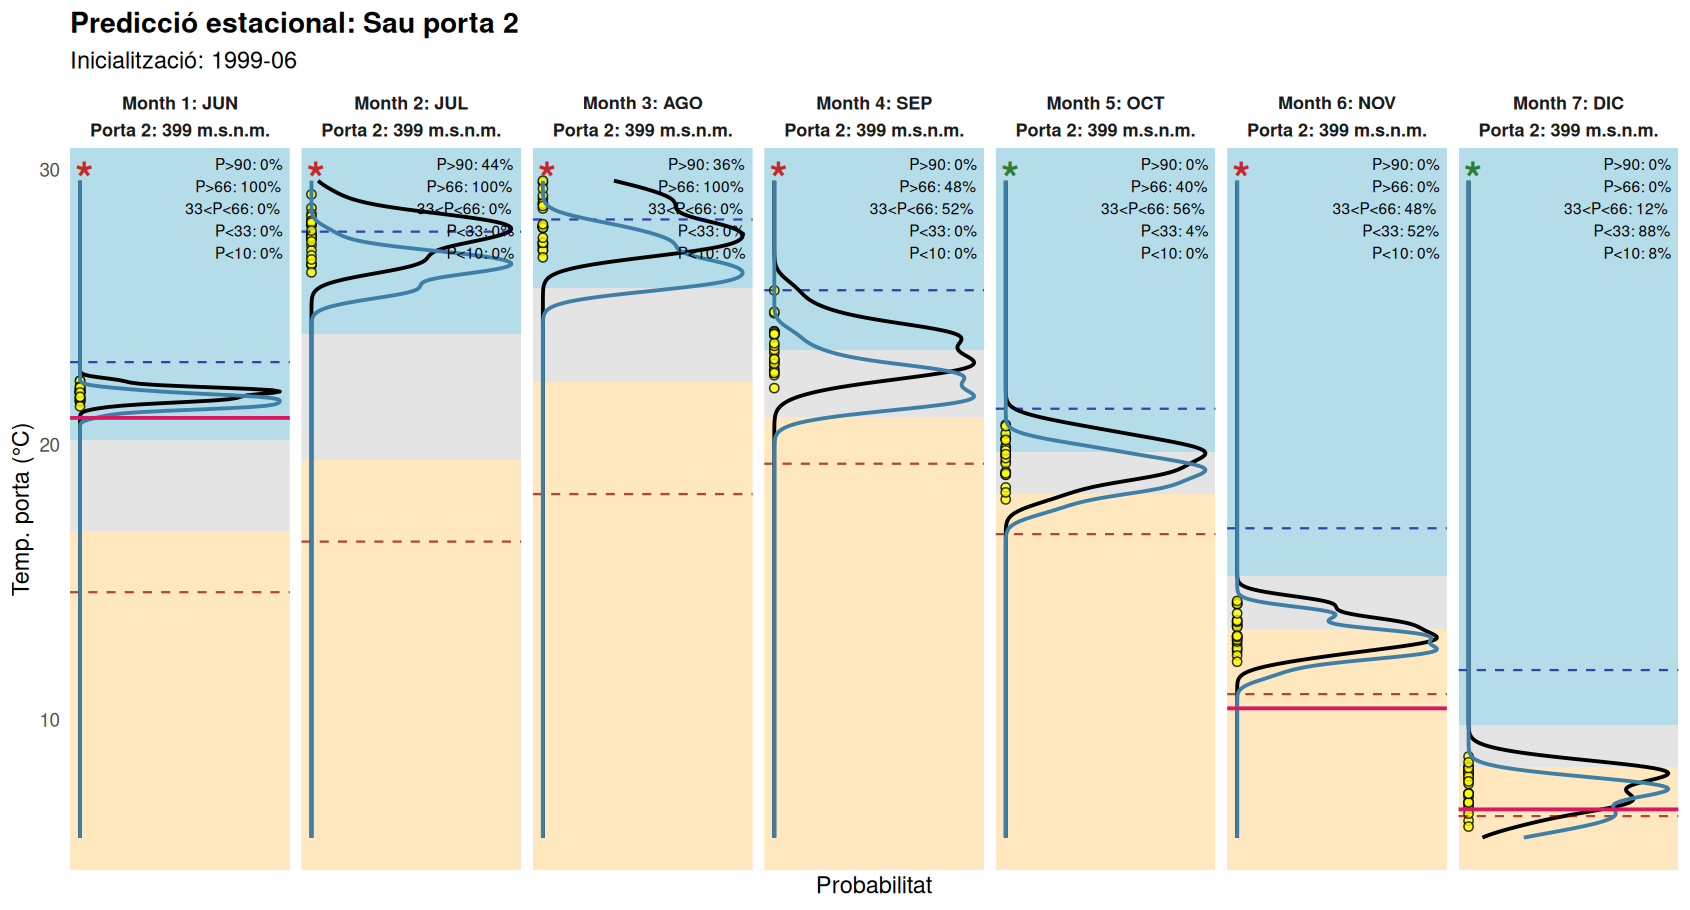 Predicció estacional: Sau porta 2
Inicialització: 1999-06
Month 1: JUN
Porta 2: 399 m.s.n.m.
Month 2: JUL
Porta 2: 399 m.s.n.m.
Month 3: AGO
Porta 2: 399 m.s.n.m.
Month 4: SEP
Porta 2: 399 m.s.n.m.
Month 5: OCT
Porta 2: 399 m.s.n.m.
Month 6: NOV
Porta 2: 399 m.s.n.m.
Month 7: DIC
Porta 2: 399 m.s.n.m.
Temp. porta (°C)
30
20
10
*
P>90: 0%
P>66: 100%
33<P<66: 0%
P<33: 0%
P<10: 0%
*
P>90: 44%
P>66: 100%
33<P<66: 0%
P<33: 0%
P<10: 0%
*
P>90: 36%
P>66: 100%
33<P<66: 0%
P<33: 0%
P<10: 0%
*
P>90: 0%
P>66: 48%
33<P<66: 52%
P<33: 0%
P<10: 0%
*
P>90: 0%
P>66: 40%
33<P<66: 56%
P<33: 4%
P<10: 0%
*
P>90: 0%
P>66: 0%
33<P<66: 48%
P<33: 52%
P<10: 0%
*
P>90: 0%
P>66: 0%
33<P<66: 12%
P<33: 88%
P<10: 8%
Probabilitat